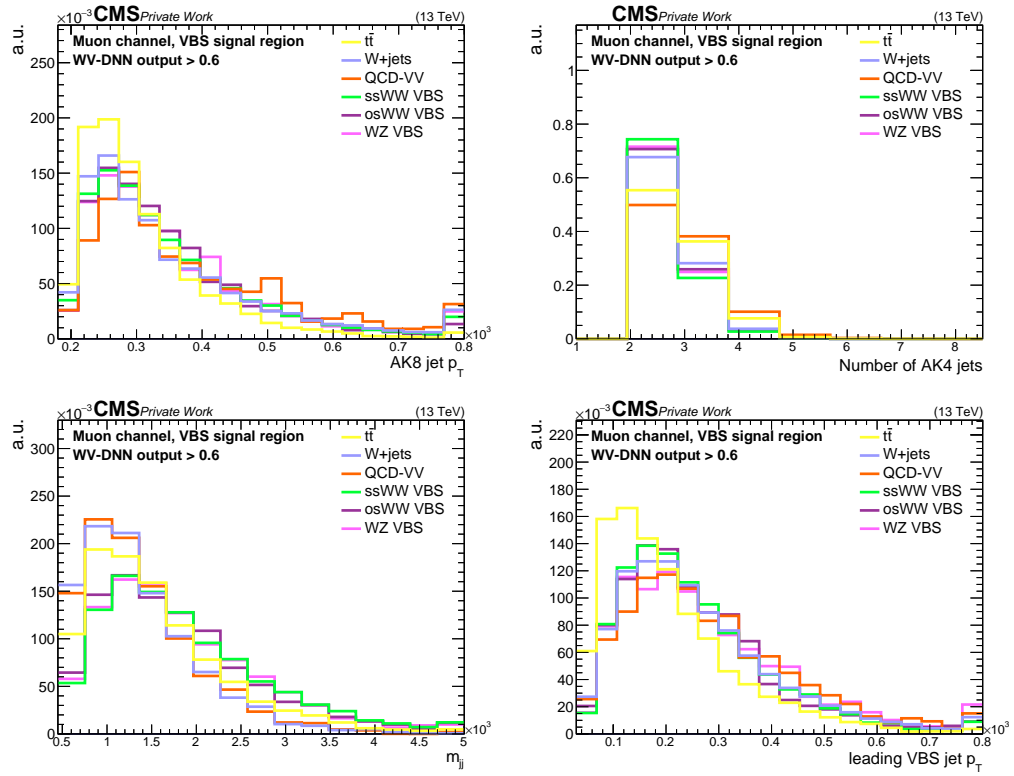 CMS Private Work (13 TeV)
×10⁻³
a.u.
Muon channel, VBS signal region
WV-DNN output > 0.6
tt̄
W+jets
QCD-VV
ssWW VBS
osWW VBS
WZ VBS
250
200
150
100
50
0
0.2 0.3 0.4 0.5 0.6 0.7 0.8
×10³
AK8 jet p_T
CMS Private Work (13 TeV)
a.u.
Muon channel, VBS signal region
WV-DNN output > 0.6
tt̄
W+jets
QCD-VV
ssWW VBS
osWW VBS
WZ VBS
1
0.8
0.6
0.4
0.2
0
1 2 3 4 5 6 7 8
Number of AK4 jets
CMS Private Work (13 TeV)
×10⁻³
a.u.
Muon channel, VBS signal region
WV-DNN output > 0.6
tt̄
W+jets
QCD-VV
ssWW VBS
osWW VBS
WZ VBS
300
250
200
150
100
50
0
0.5 1 1.5 2 2.5 3 3.5 4 4.5 5
×10³
m_jj
CMS Private Work (13 TeV)
×10⁻³
a.u.
Muon channel, VBS signal region
WV-DNN output > 0.6
tt̄
W+jets
QCD-VV
ssWW VBS
osWW VBS
WZ VBS
220
200
180
160
140
120
100
80
60
40
20
0
0.1 0.2 0.3 0.4 0.5 0.6 0.7 0.8
×10³
leading VBS jet p_T